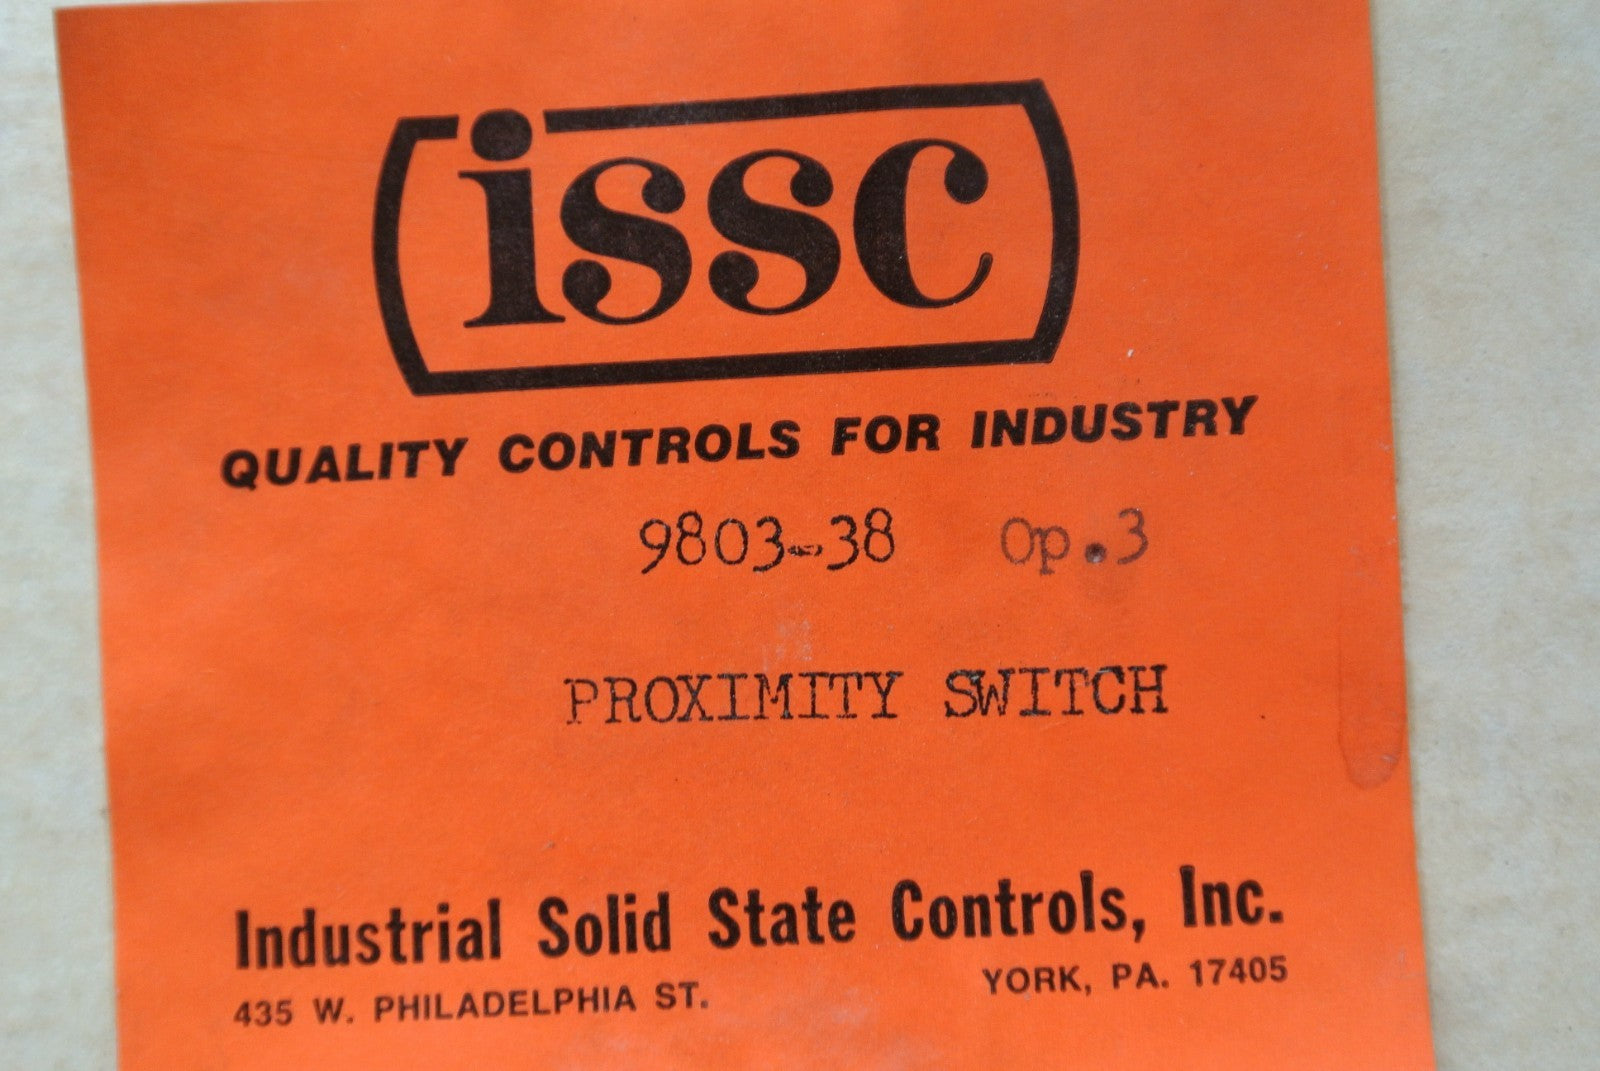 issc
QUALITY CONTROLS FOR INDUSTRY
9803-38 Op.3
PROXIMITY SWITCH
Industrial Solid State Controls, Inc.
435 W. PHILADELPHIA ST. YORK, PA. 17405